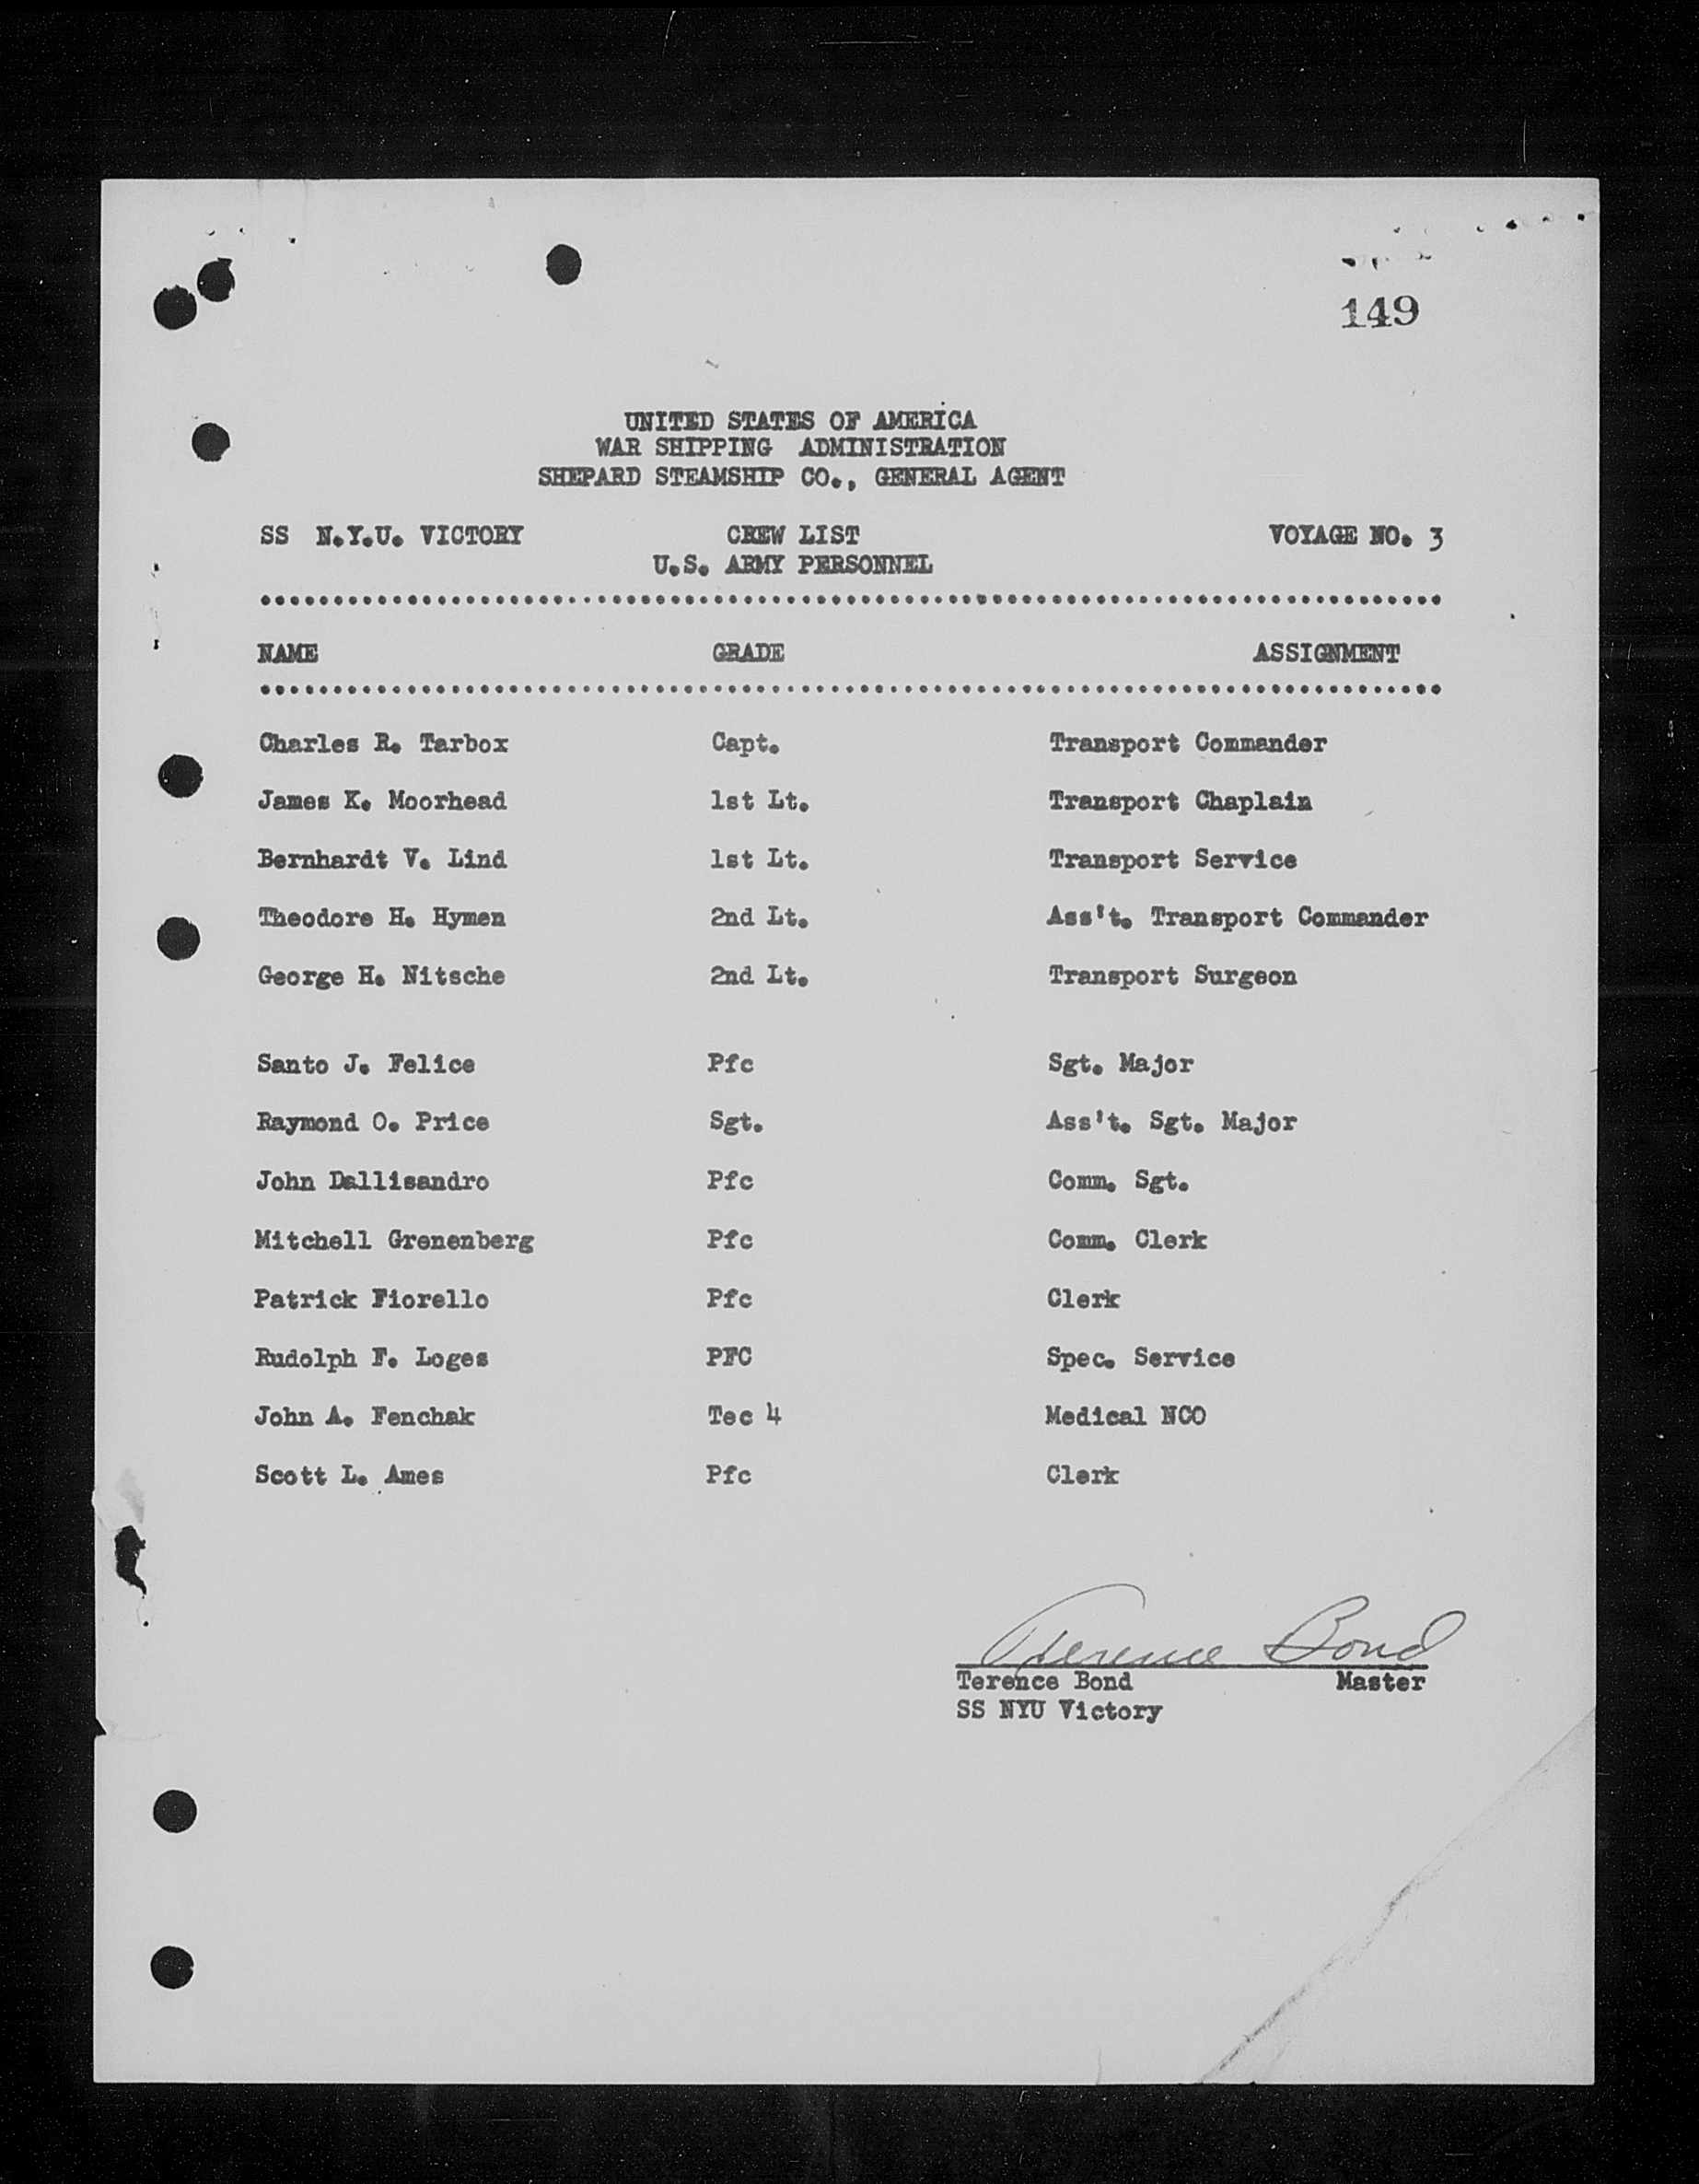 149
UNITED STATES OF AMERICA
WAR SHIPPING ADMINISTRATION
SHEPARD STEAMSHIP CO., GENERAL AGENT
SS N.Y.U. VICTORY CREW LIST VOYAGE NO. 3
U.S. ARMY PERSONNEL
NAME GRADE ASSIGNMENT
Charles R. Tarbox Capt. Transport Commander
James K. Moorhead 1st Lt. Transport Chaplain
Bernhardt V. Lind 1st Lt. Transport Service
Theodore H. Hymen 2nd Lt. Ass't. Transport Commander
George H. Nitsche 2nd Lt. Transport Surgeon
Santo J. Felice Pfc Sgt. Major
Raymond O. Price Sgt. Ass't. Sgt. Major
John Dallisandro Pfc Comm. Sgt.
Mitchell Grenenberg Pfc Comm. Clerk
Patrick Fiorello Pfc Clerk
Rudolph F. Loges PFC Spec. Service
John A. Fenchak Tec 4 Medical NCO
Scott L. Ames Pfc Clerk
Terence Bond
Terence Bond Master
SS NYU Victory